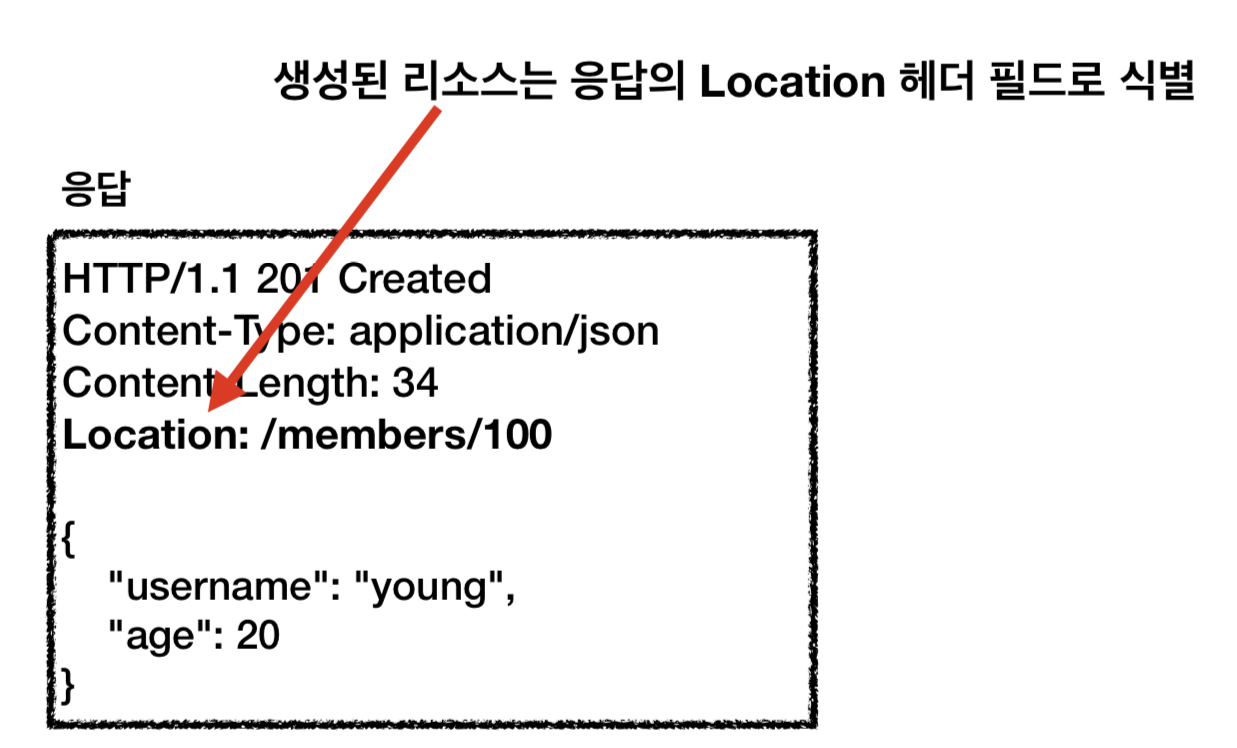 생성된 리소스는 응답의 Location 헤더 필드로 식별
응답
HTTP/1.1 201 Created
Content-Type: application/json
Content-Length: 34
Location: /members/100
{
"username": "young",
"age": 20
}